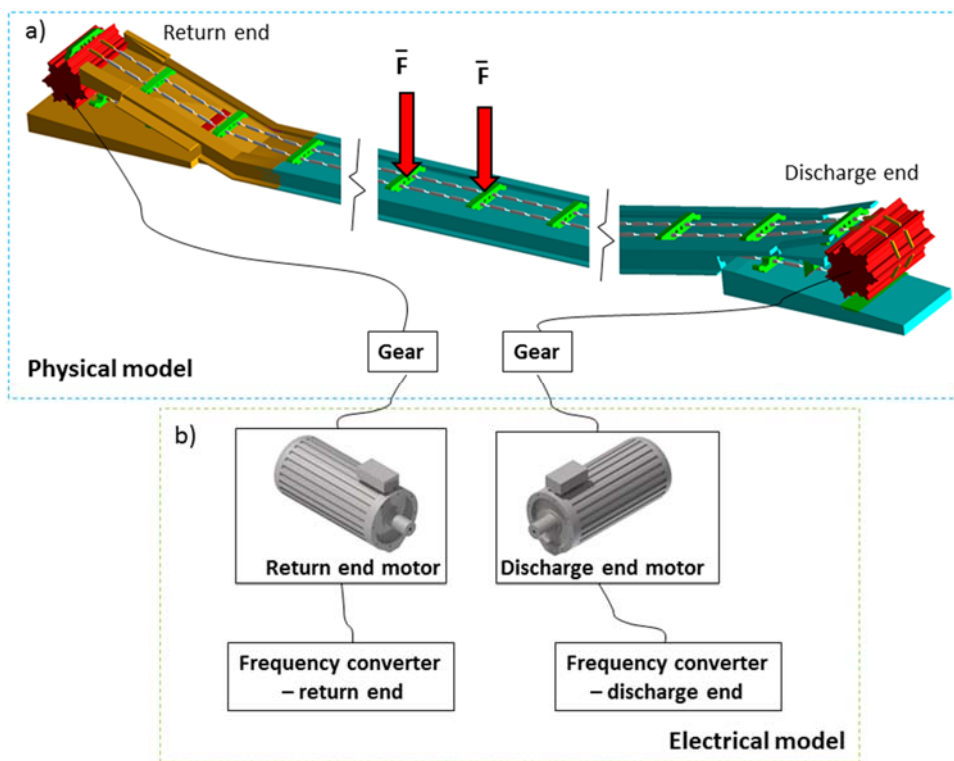 a)
Return end
F̅
F̅
Discharge end
Gear
Gear
Physical model
b)
Return end motor
Discharge end motor
Frequency converter
– return end
Frequency converter
– discharge end
Electrical model